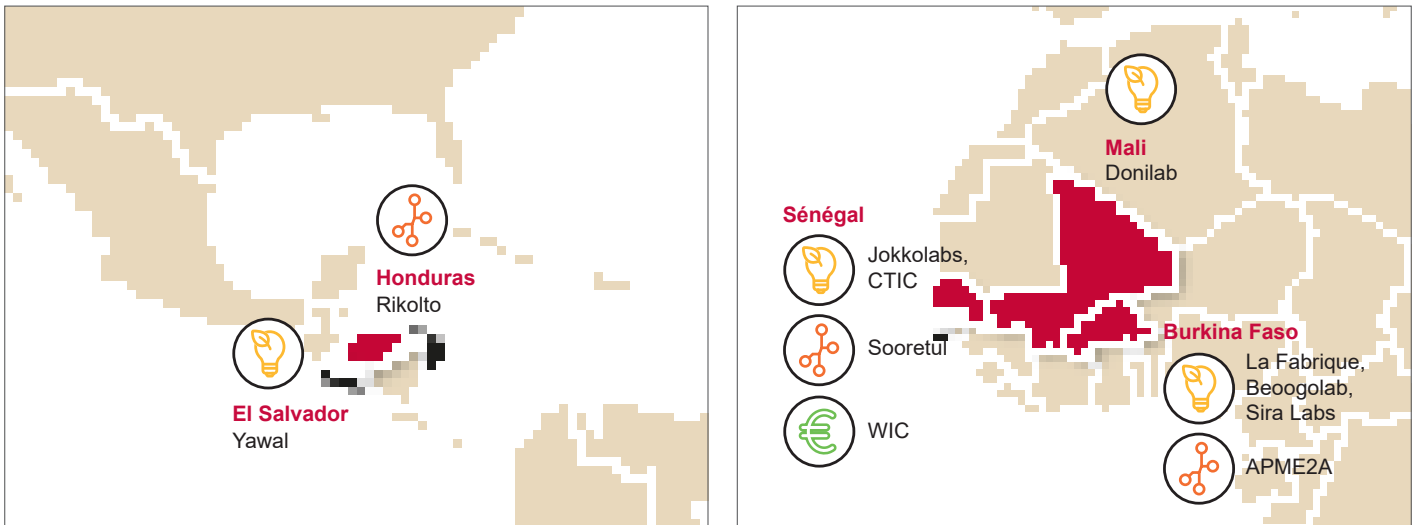 Honduras
Rikolto
El Salvador
Yawal
Mali
Donilab
Sénégal
Jokkolabs,
CTIC
Sooretul
WIC
Burkina Faso
La Fabrique,
Beoogolab,
Sira Labs
APME2A